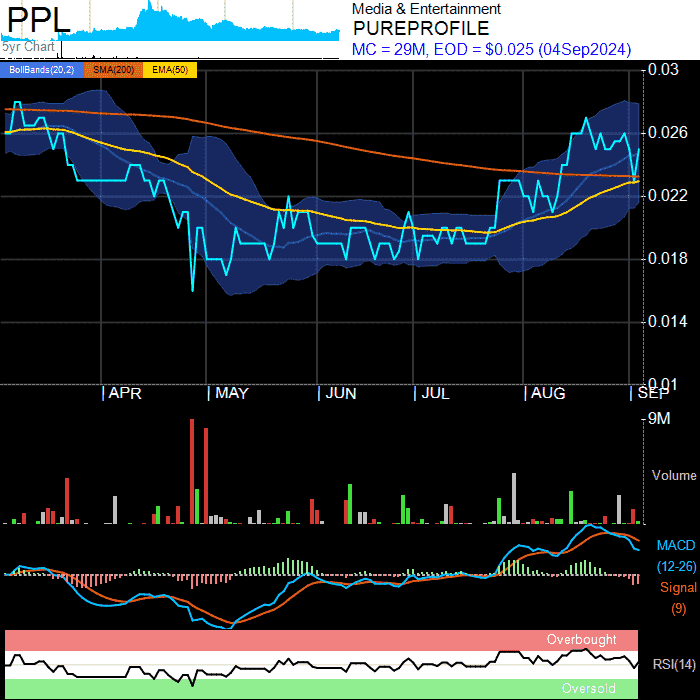 PPL
Media & Entertainment
PUREPROFILE
5yr Chart
MC = 29M, EOD = $0.025 (04Sep2024)
BollBands(20,2) SMA(200) EMA(50)
0.03
0.026
0.022
0.018
0.014
0.01
APR MAY JUN JUL AUG SEP
9M
Volume
MACD
(12-26)
Signal
(9)
Overbought
RSI(14)
Oversold